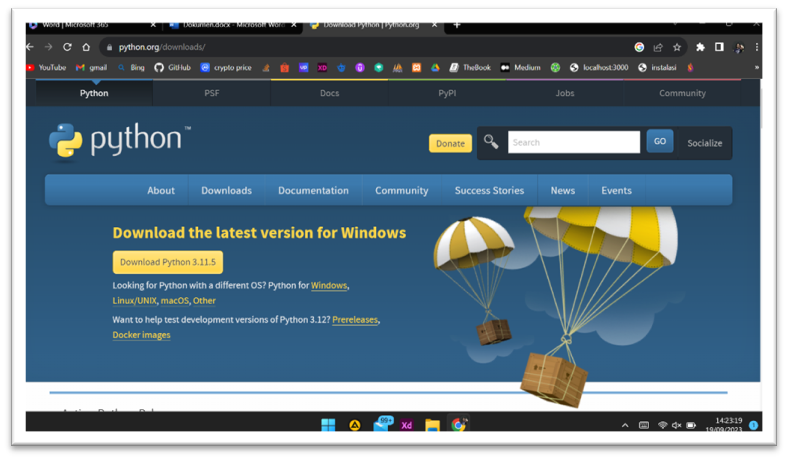 Word | Microsoft 365
Dokumen.docx - Microsoft Wor
Download Python | Python.org
python.org/downloads/
YouTube
gmail
Bing
GitHub
crypto price
TheBook
Medium
localhost:3000
instalasi
»
Python
PSF
Docs
PyPI
Jobs
Community
python™
Donate
Search
GO
Socialize
About
Downloads
Documentation
Community
Success Stories
News
Events
Download the latest version for Windows
Download Python 3.11.5
Looking for Python with a different OS? Python for Windows,
Linux/UNIX, macOS, Other
Want to help test development versions of Python 3.12? Prereleases,
Docker images
99+
Xd
14:23:19
19/09/2023